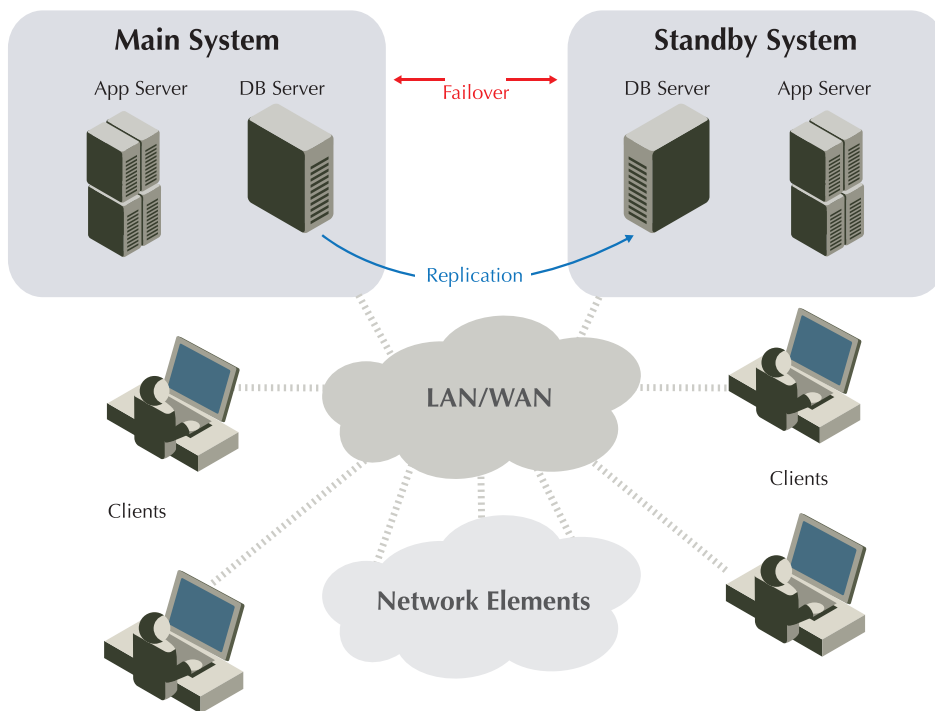 Main System
Standby System
App Server
DB Server
Failover
DB Server
App Server
Replication
LAN/WAN
Clients
Clients
Network Elements